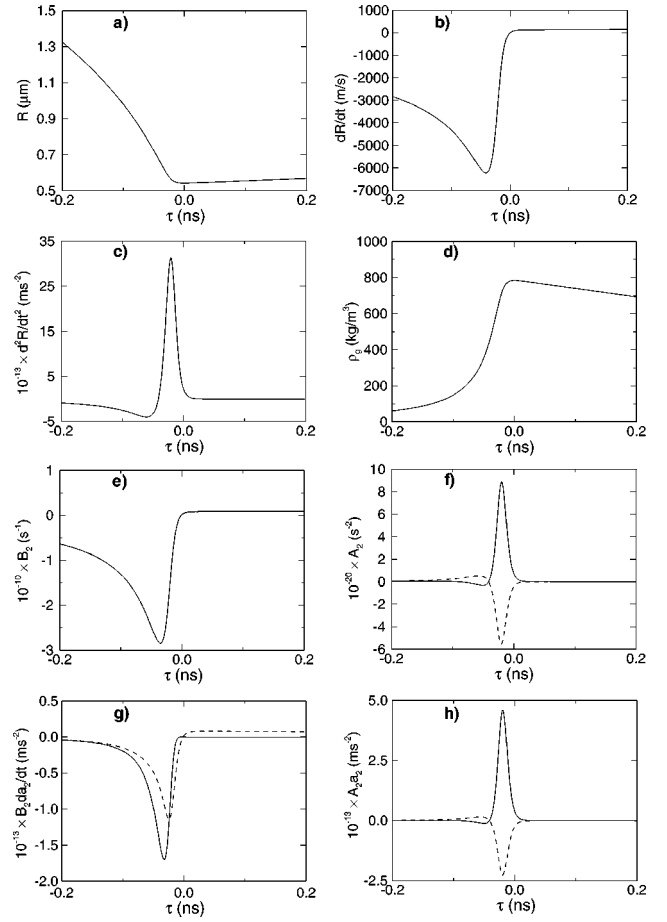 a)
1.5
1.3
1.1
0.9
0.7
0.5
R (μm)
-0.2 0.0 0.2
τ (ns)
b)
1000
0
-1000
-2000
-3000
-4000
-5000
-6000
-7000
dR/dt (m/s)
-0.2 0.0 0.2
τ (ns)
c)
35
25
15
5
-5
10⁻¹³ × d²R/dt² (ms⁻²)
-0.2 0.0 0.2
τ (ns)
d)
1000
800
600
400
200
0
ρg (kg/m³)
-0.2 0.0 0.2
τ (ns)
e)
1
0
-1
-2
-3
10⁻¹⁰ × B₂ (s⁻¹)
-0.2 0.0 0.2
τ (ns)
f)
10
8
6
4
2
0
-2
-4
-6
10⁻²⁰ × A₂ (s⁻²)
-0.2 0.0 0.2
τ (ns)
g)
0.5
0.0
-0.5
-1.0
-1.5
-2.0
10⁻¹³ × B₂da₂/dt (ms⁻²)
-0.2 0.0 0.2
τ (ns)
h)
5.0
2.5
0.0
-2.5
10⁻¹³ × A₂a₂ (ms⁻²)
-0.2 0.0 0.2
τ (ns)